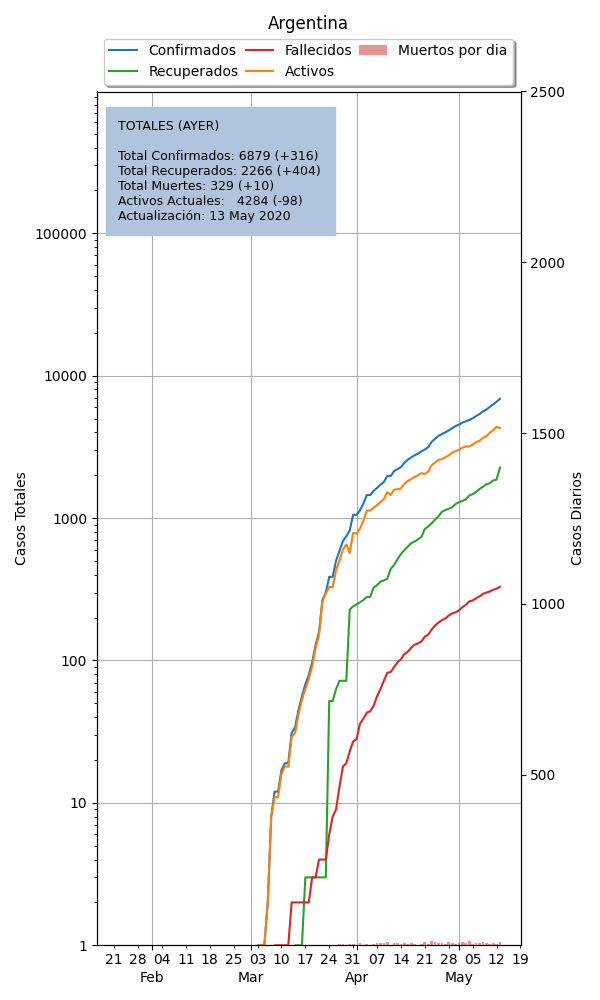 Argentina
Confirmados
Recuperados
Fallecidos
Activos
Muertos por dia
TOTALES (AYER)
Total Confirmados: 6879 (+316)
Total Recuperados: 2266 (+404)
Total Muertes: 329 (+10)
Activos Actuales:   4284 (-98)
Actualización: 13 May 2020
Casos Totales
100000
10000
1000
100
10
1
2500
2000
1500
1000
500
Casos Diarios
21 28 04 11 18 25 03 10 17 24 31 07 14 21 28 05 12 19
Feb Mar Apr May